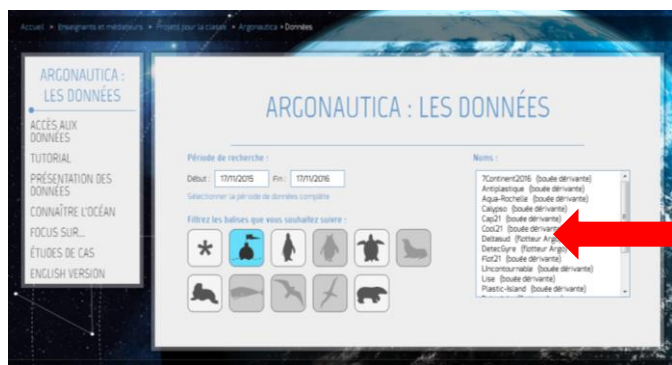 Accueil > Enseignants et médiateurs > Projets pour la classe > Argonautica > Données
ARGONAUTICA :
LES DONNÉES
ACCÈS AUX
DONNÉES
TUTORIAL
PRÉSENTATION DES
DONNÉES
CONNAÎTRE L'OCÉAN
FOCUS SUR...
ÉTUDES DE CAS
ENGLISH VERSION
ARGONAUTICA : LES DONNÉES
Période de recherche :
Début : 17/11/2015 Fin : 17/11/2016
Sélectionner la période de données complète
Filtrez les balises que vous souhaitez suivre :
Noms :
7Continent2016 (bouée dérivante)
Antiplastique (bouée dérivante)
Aqua-Rochelle (bouée dérivante)
Calypso (bouée dérivante)
Cap21 (bouée dérivante)
Cool21 (bouée dérivante)
Deltasud (flotteur Argo)
DetecGyre (flotteur Argo)
Flot21 (bouée dérivante)
Uncontournable (bouée dérivante)
Lise (bouée dérivante)
Plastic-Island (bouée dérivante)